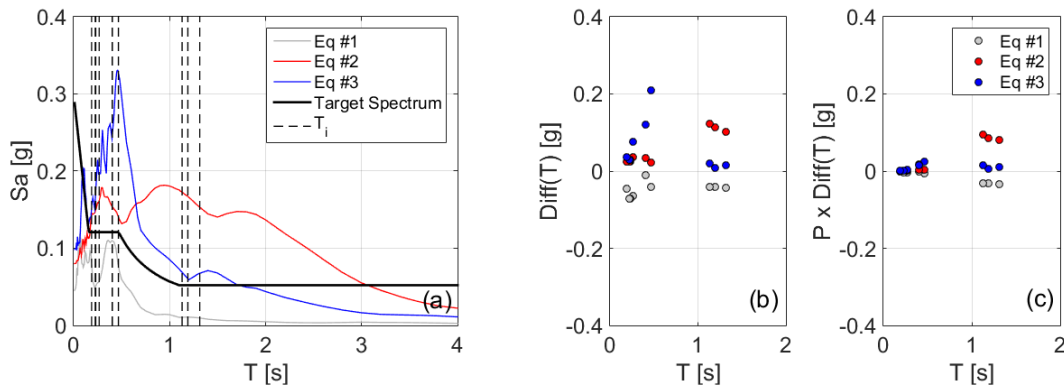 Sa [g]
0.4
0.3
0.2
0.1
0
Eq #1
Eq #2
Eq #3
Target Spectrum
T_i
(a)
0 1 2 3 4
T [s]
Diff(T) [g]
0.4
0.2
0
-0.2
-0.4
(b)
0 1 2
T [s]
P x Diff(T) [g]
0.4
0.2
0
-0.2
-0.4
Eq #1
Eq #2
Eq #3
(c)
0 1 2
T [s]